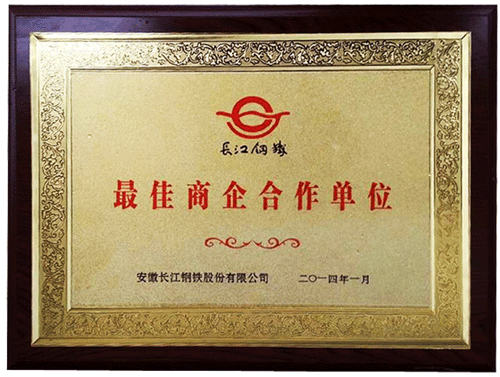 長江钢鐵
最佳商企合作单位
安徽长江钢铁股份有限公司 二〇一四年一月